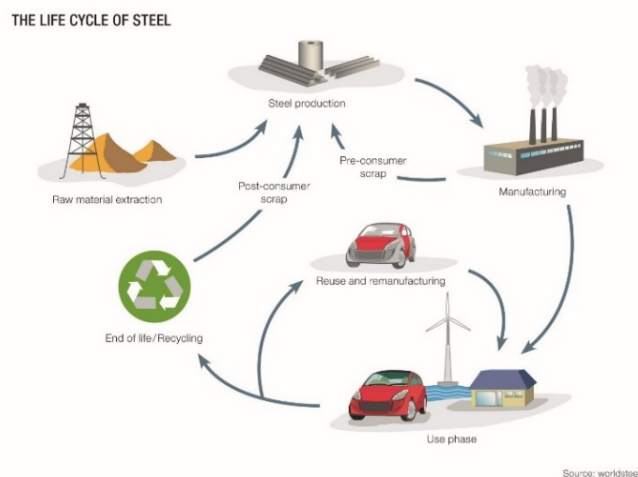 THE LIFE CYCLE OF STEEL
Steel production
Raw material extraction
Pre-consumer
scrap
Post-consumer
scrap
Manufacturing
Reuse and remanufacturing
End of life/Recycling
Use phase
Source: worldstee